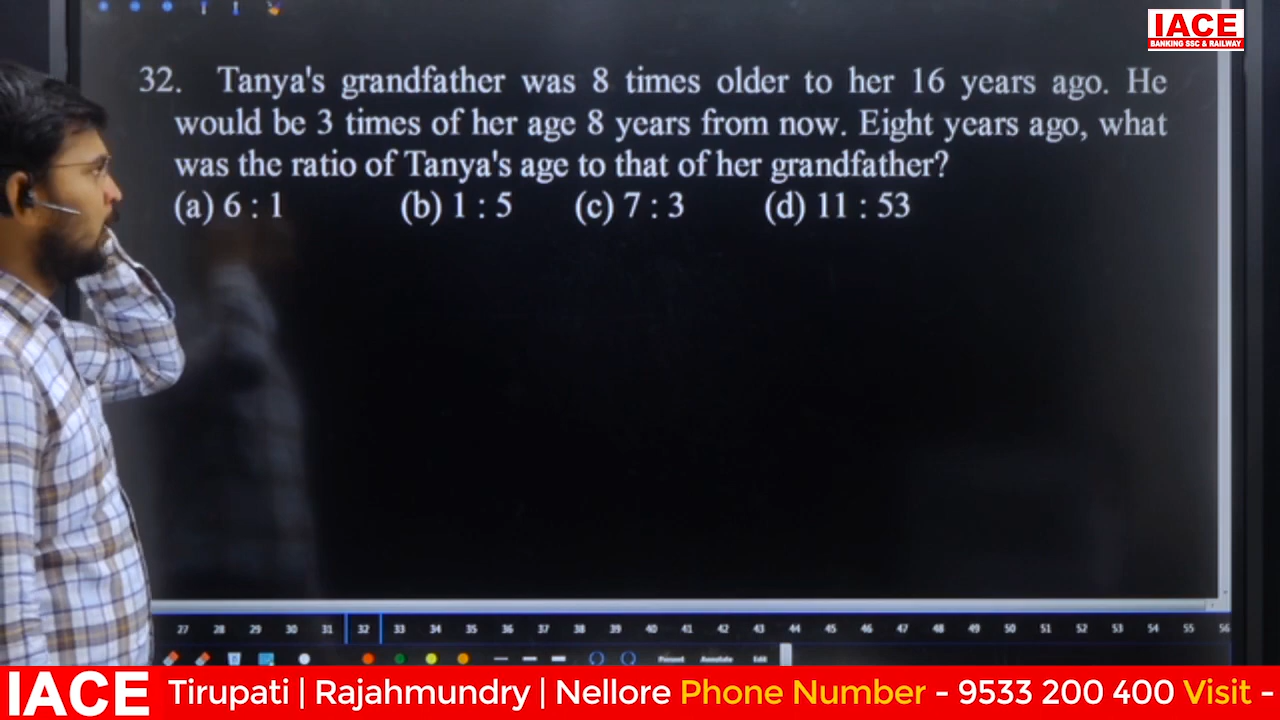 IACE
BANKING SSC & RAILWAY
32. Tanya's grandfather was 8 times older to her 16 years ago. He
would be 3 times of her age 8 years from now. Eight years ago, what
was the ratio of Tanya's age to that of her grandfather?
(a) 6 : 1 (b) 1 : 5 (c) 7 : 3 (d) 11 : 53
27 28 29 30 31 32 33 34 35 36 37 38 39 40 41 42 43 44 45 46 47 48 49 50 51 52 53 54 55 56
Present Annotate Edit
IACE Tirupati | Rajahmundry | Nellore Phone Number - 9533 200 400 Visit -